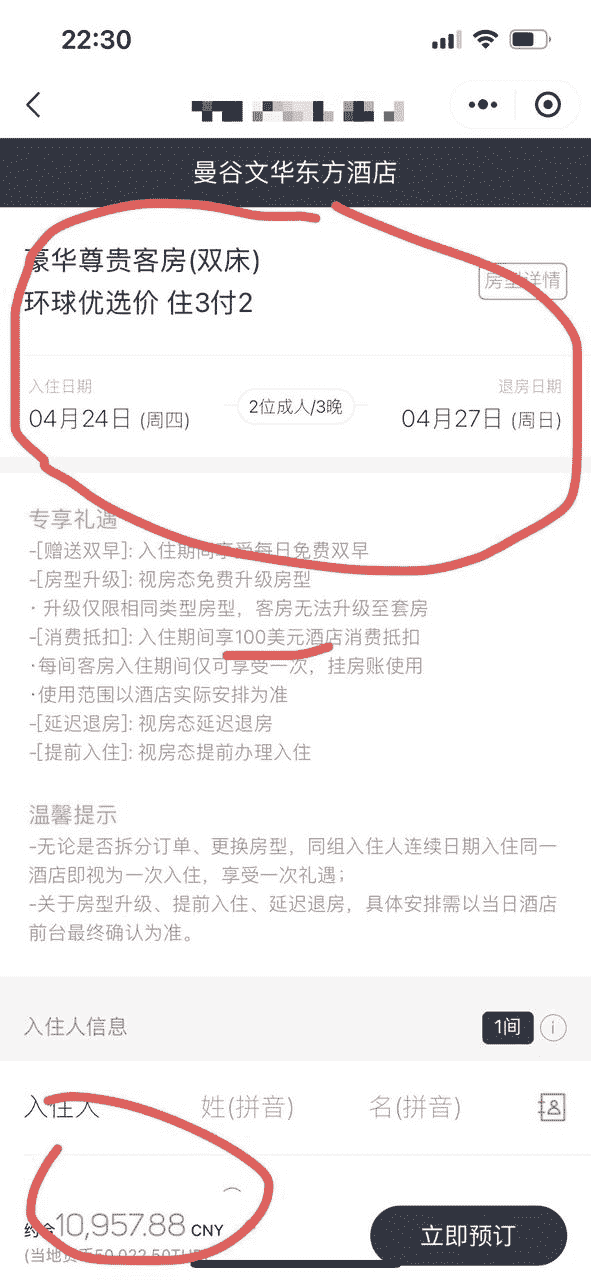 22:30
曼谷文华东方酒店
豪华尊贵客房(双床)
环球优选价 住3付2
房型详情
入住日期
退房日期
04月24日 (周四)
2位成人/3晚
04月27日 (周日)
专享礼遇
-[赠送双早]: 入住期间享受每日免费双早
-[房型升级]: 视房态免费升级房型
· 升级仅限相同类型房型，客房无法升级至套房
-[消费抵扣]: 入住期间享100美元酒店消费抵扣
·每间客房入住期间仅可享受一次，挂房账使用
·使用范围以酒店实际安排为准
-[延迟退房]: 视房态延迟退房
-[提前入住]: 视房态提前办理入住
温馨提示
-无论是否拆分订单、更换房型，同组入住人连续日期入住同一
酒店即视为一次入住，享受一次礼遇；
-关于房型升级、提前入住、延迟退房，具体安排需以当日酒店
前台最终确认为准。
入住人信息
1间
入住人
姓(拼音)
名(拼音)
约合10,957.88 CNY
(当地货币50,022.50THB)
立即预订